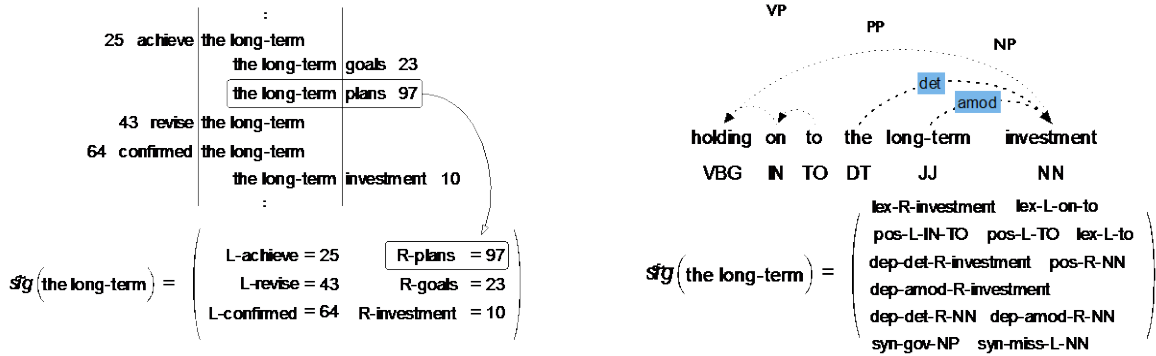 :
25 achieve the long-term
the long-term goals 23
the long-term plans 97
43 revise the long-term
64 confirmed the long-term
the long-term investment 10
:
sig(the long-term) = 
L-achieve = 25 R-plans = 97
L-revise = 43 R-goals = 23
L-confirmed = 64 R-investment = 10
VP
PP
NP
det
amod
holding on to the long-term investment
VBG IN TO DT JJ NN
sig(the long-term) =
lex-R-investment lex-L-on-to
pos-L-IN-TO pos-L-TO lex-L-to
dep-det-R-investment pos-R-NN
dep-amod-R-investment
dep-det-R-NN dep-amod-R-NN
syn-gov-NP syn-miss-L-NN